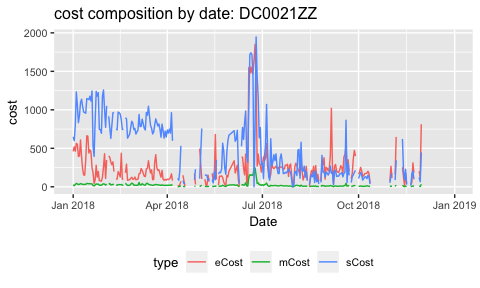 cost composition by date: DC0021ZZ
2000
1500
1000
500
0
cost
Jan 2018
Apr 2018
Jul 2018
Oct 2018
Jan 2019
Date
type
eCost
mCost
sCost